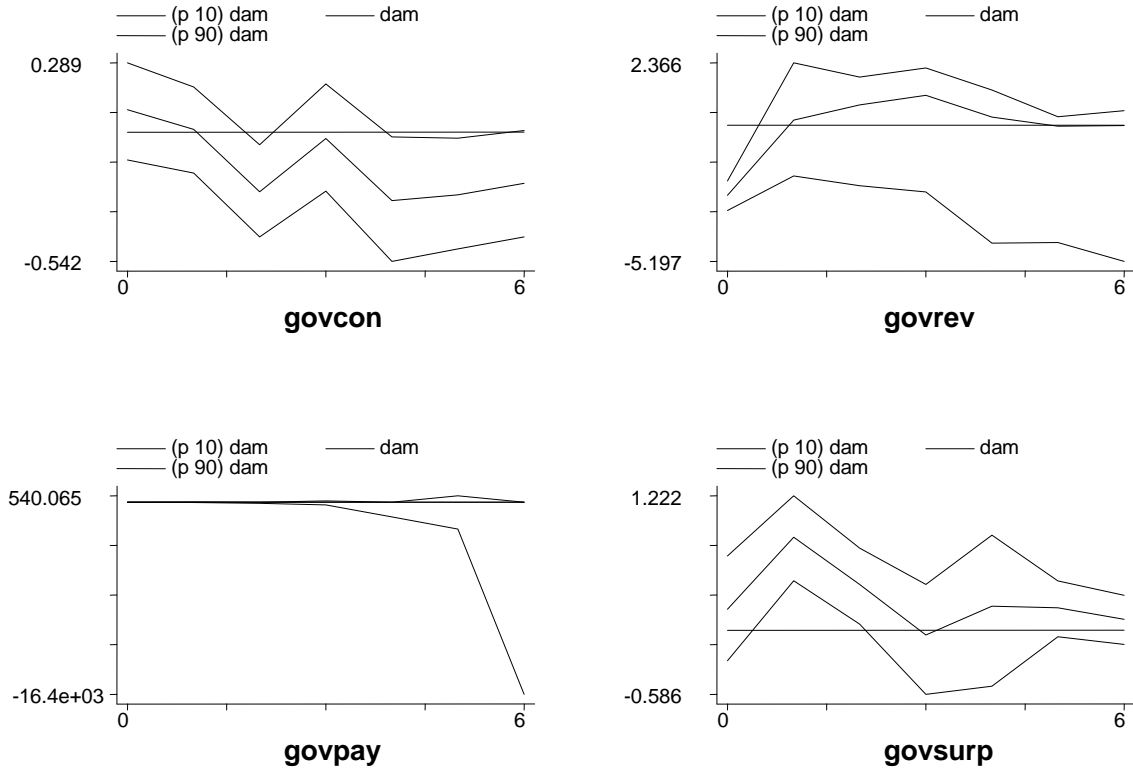 (p 10) dam dam
(p 90) dam
0.289
-0.542
0 6
govcon
(p 10) dam dam
(p 90) dam
2.366
-5.197
0 6
govrev
(p 10) dam dam
(p 90) dam
540.065
-16.4e+03
0 6
govpay
(p 10) dam dam
(p 90) dam
1.222
-0.586
0 6
govsurp